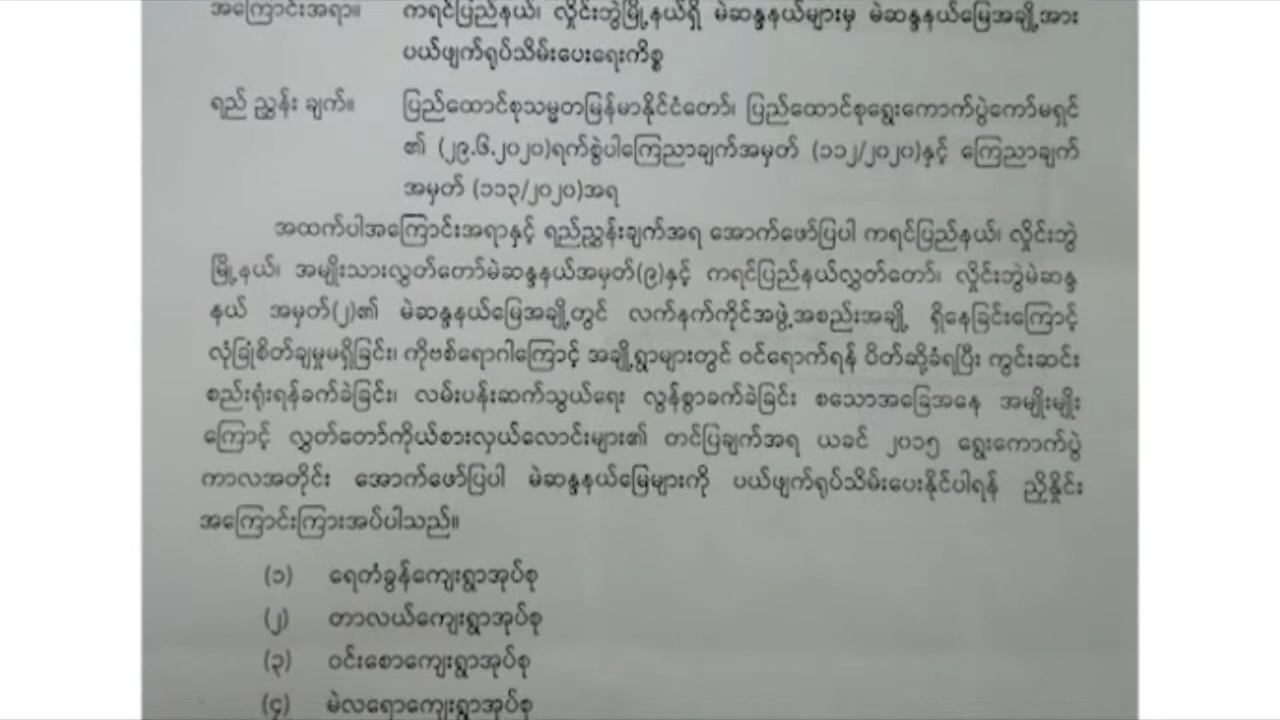 အကြောင်းအရာ။ ကရင်ပြည်နယ်၊ လှိုင်းဘွဲမြို့နယ်ရှိ မဲဆန္ဒနယ်များမှ မဲဆန္ဒနယ်မြေအချို့အား
ပယ်ဖျက်ရုပ်သိမ်းပေးရေးကိစ္စ
ရည် ညွှန်း ချက်။ ပြည်ထောင်စုသမ္မတမြန်မာနိုင်ငံတော်၊ ပြည်ထောင်စုရွေးကောက်ပွဲကော်မရှင်
၏ (၂၉.၆.၂၀၂၀)ရက်စွဲပါကြေညာချက်အမှတ် (၁၁၂/၂၀၂၀)နှင့် ကြေညာချက်
အမှတ် (၁၁၃/၂၀၂၀)အရ
အထက်ပါအကြောင်းအရာနှင့် ရည်ညွှန်းချက်အရ အောက်ဖော်ပြပါ ကရင်ပြည်နယ်၊ လှိုင်းဘွဲ
မြို့နယ်၊ အမျိုးသားလွှတ်တော်မဲဆန္ဒနယ်အမှတ်(၉)နှင့် ကရင်ပြည်နယ်လွှတ်တော်၊ လှိုင်းဘွဲမဲဆန္ဒ
နယ် အမှတ်(၂)၏ မဲဆန္ဒနယ်မြေအချို့တွင် လက်နက်ကိုင်အဖွဲ့အစည်းအချို့ ရှိနေခြင်းကြောင့်
လုံခြုံစိတ်ချမှုမရှိခြင်း၊ ကိုဗစ်ရောဂါကြောင့် အချို့ရွာများတွင် ဝင်ရောက်ရန် ပိတ်ဆို့ခံရပြီး ကွင်းဆင်း
စည်းရုံးရန်ခက်ခဲခြင်း၊ လမ်းပန်းဆက်သွယ်ရေး လွန်စွာခက်ခဲခြင်း စသောအခြေအနေ အမျိုးမျိုး
ကြောင့် လွှတ်တော်ကိုယ်စားလှယ်လောင်းများ၏ တင်ပြချက်အရ ယခင် ၂၀၁၅ ရွေးကောက်ပွဲ
ကာလအတိုင်း အောက်ဖော်ပြပါ မဲဆန္ဒနယ်မြေများကို ပယ်ဖျက်ရုပ်သိမ်းပေးနိုင်ပါရန် ညှိနှိုင်း
အကြောင်းကြားအပ်ပါသည်။
(၁) ရေတံခွန်ကျေးရွာအုပ်စု
(၂) တာလယ်ကျေးရွာအုပ်စု
(၃) ဝင်းစောကျေးရွာအုပ်စု
(၄) မဲလရောကျေးရွာအုပ်စု